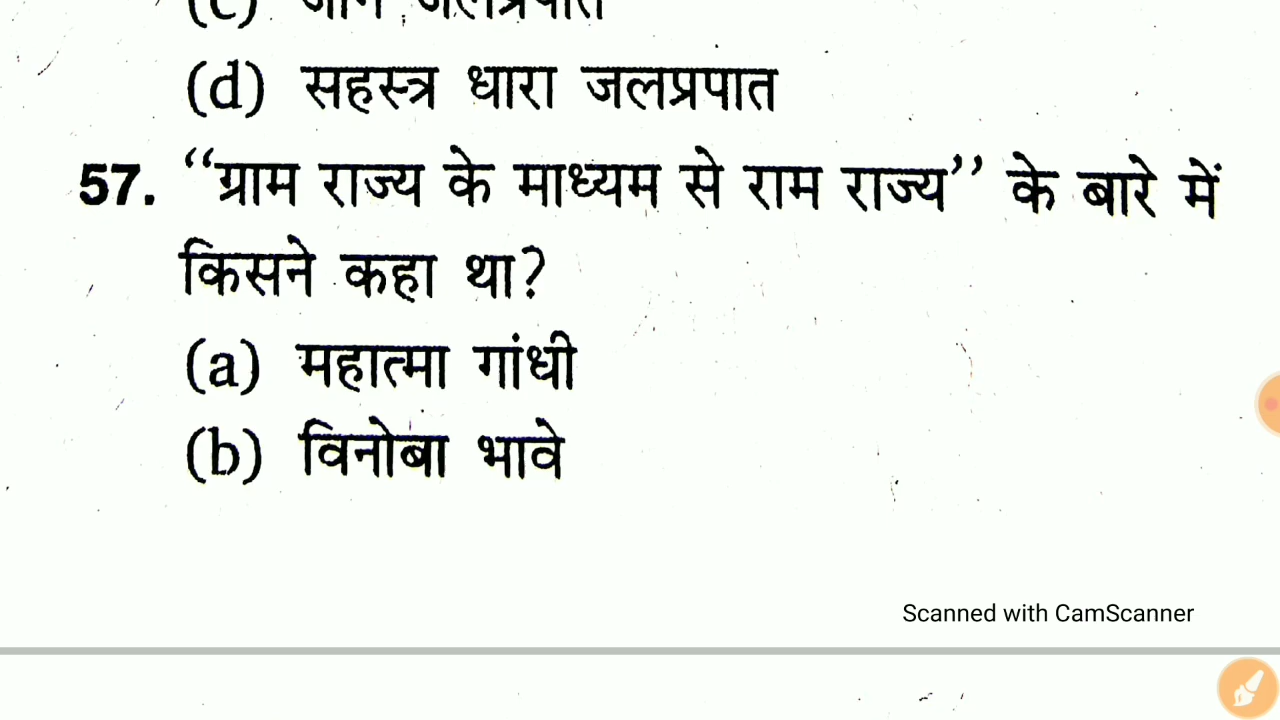 (d) सहस्त्र धारा जलप्रपात
57. “ग्राम राज्य के माध्यम से राम राज्य” के बारे में
किसने कहा था?
(a) महात्मा गांधी
(b) विनोबा भावे
Scanned with CamScanner